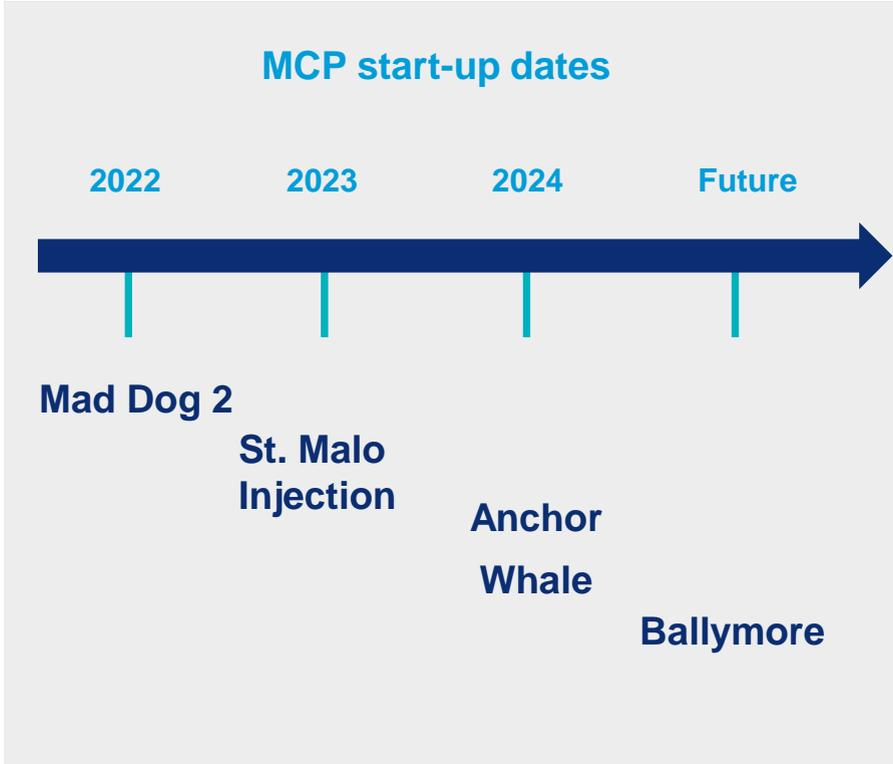 MCP start-up dates
2022 2023 2024 Future
Mad Dog 2
St. Malo
Injection
Anchor
Whale
Ballymore